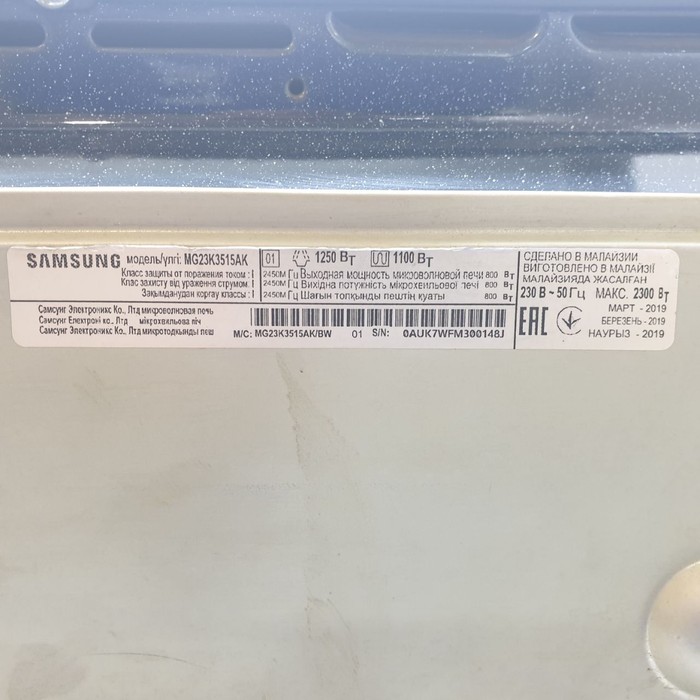 SAMSUNG модель/үлгі: MG23K3515AK
Класс защиты от поражения током : I
Клас захисту від ураження струмом: I
Зақымданудан қорғау класы : I
01 1250 Вт 1100 Вт
2450М Гц Выходная мощность микроволновой печи 800 Вт
2450М Гц Вихідна потужність мікрохвильової печі 800 Вт
2450М Гц Шағын толқынды пештің қуаты 800 Вт
Самсунг Электроникс Ко., Лтд микроволновая печь
Самсунг Електронікс Ко., Лтд мікрохвильова піч
Самсунг Электроникс Ко., Лтд микротолқынды пеш
M/C: MG23K3515AK/BW 01 S/N: 0AUK7WFM300148J
СДЕЛАНО В МАЛАЙЗИИ
ВИГОТОВЛЕНО В МАЛАЙЗІЇ
МАЛАЙЗИЯДА ЖАСАЛҒАН
230 В ~ 50 Гц МАКС. 2300 Вт
МАРТ - 2019
БЕРЕЗЕНЬ - 2019
НАУРЫЗ - 2019
EAC